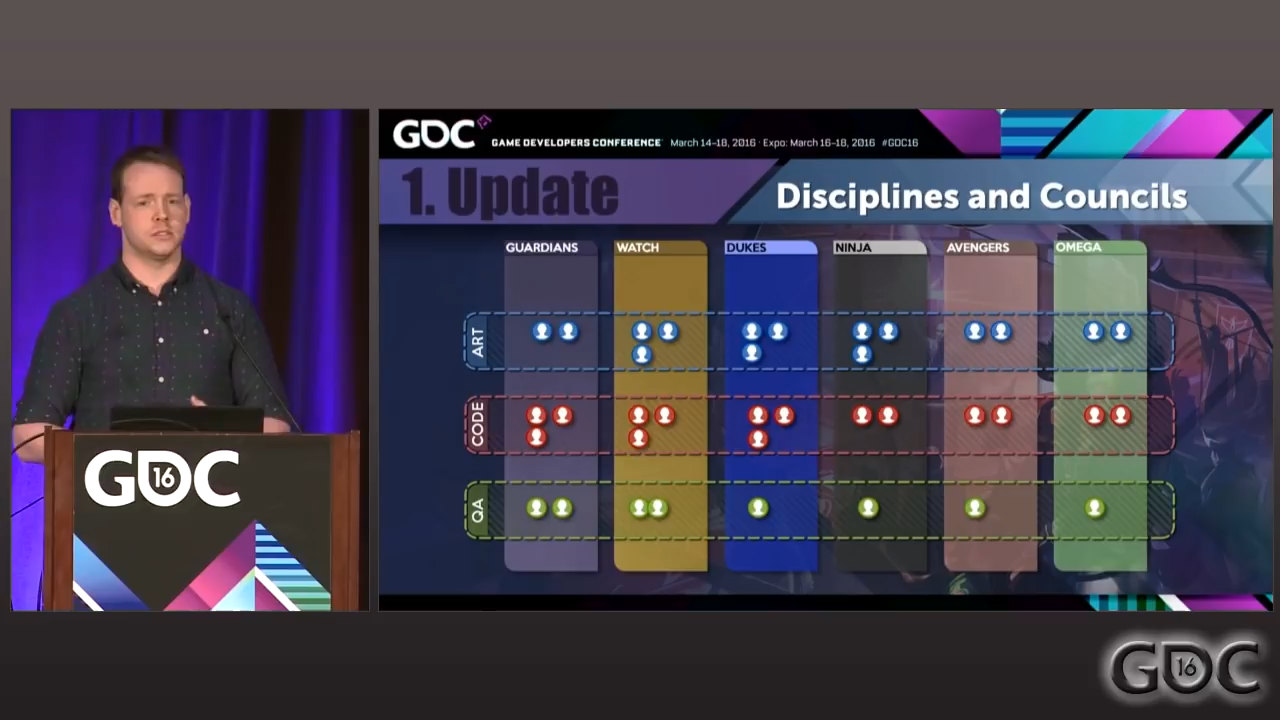 GDC
GAME DEVELOPERS CONFERENCE March 14–18, 2016 · Expo: March 16–18, 2016 #GDC16
1. Update
Disciplines and Councils
GUARDIANS WATCH DUKES NINJA AVENGERS OMEGA
ART
CODE
QA
GDC 16
GDC 16